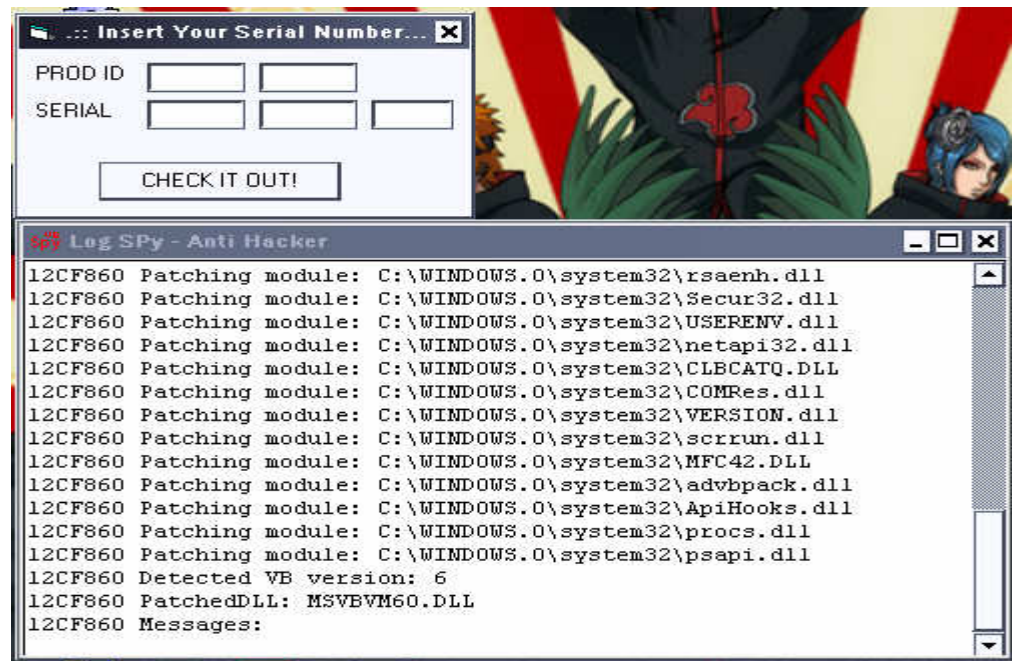 .:: Insert Your Serial Number...
PROD ID
SERIAL
CHECK IT OUT!
Log SPy - Anti Hacker
12CF860 Patching module: C:\WINDOWS.0\system32\rsaenh.dll
12CF860 Patching module: C:\WINDOWS.0\system32\Secur32.dll
12CF860 Patching module: C:\WINDOWS.0\system32\USERENV.dll
12CF860 Patching module: C:\WINDOWS.0\system32\netapi32.dll
12CF860 Patching module: C:\WINDOWS.0\system32\CLBCATQ.DLL
12CF860 Patching module: C:\WINDOWS.0\system32\COMRes.dll
12CF860 Patching module: C:\WINDOWS.0\system32\VERSION.dll
12CF860 Patching module: C:\WINDOWS.0\system32\scrrun.dll
12CF860 Patching module: C:\WINDOWS.0\system32\MFC42.DLL
12CF860 Patching module: C:\WINDOWS.0\system32\advbpack.dll
12CF860 Patching module: C:\WINDOWS.0\system32\ApiHooks.dll
12CF860 Patching module: C:\WINDOWS.0\system32\procs.dll
12CF860 Patching module: C:\WINDOWS.0\system32\psapi.dll
12CF860 Detected VB version: 6
12CF860 PatchedDLL: MSVBVM60.DLL
12CF860 Messages: